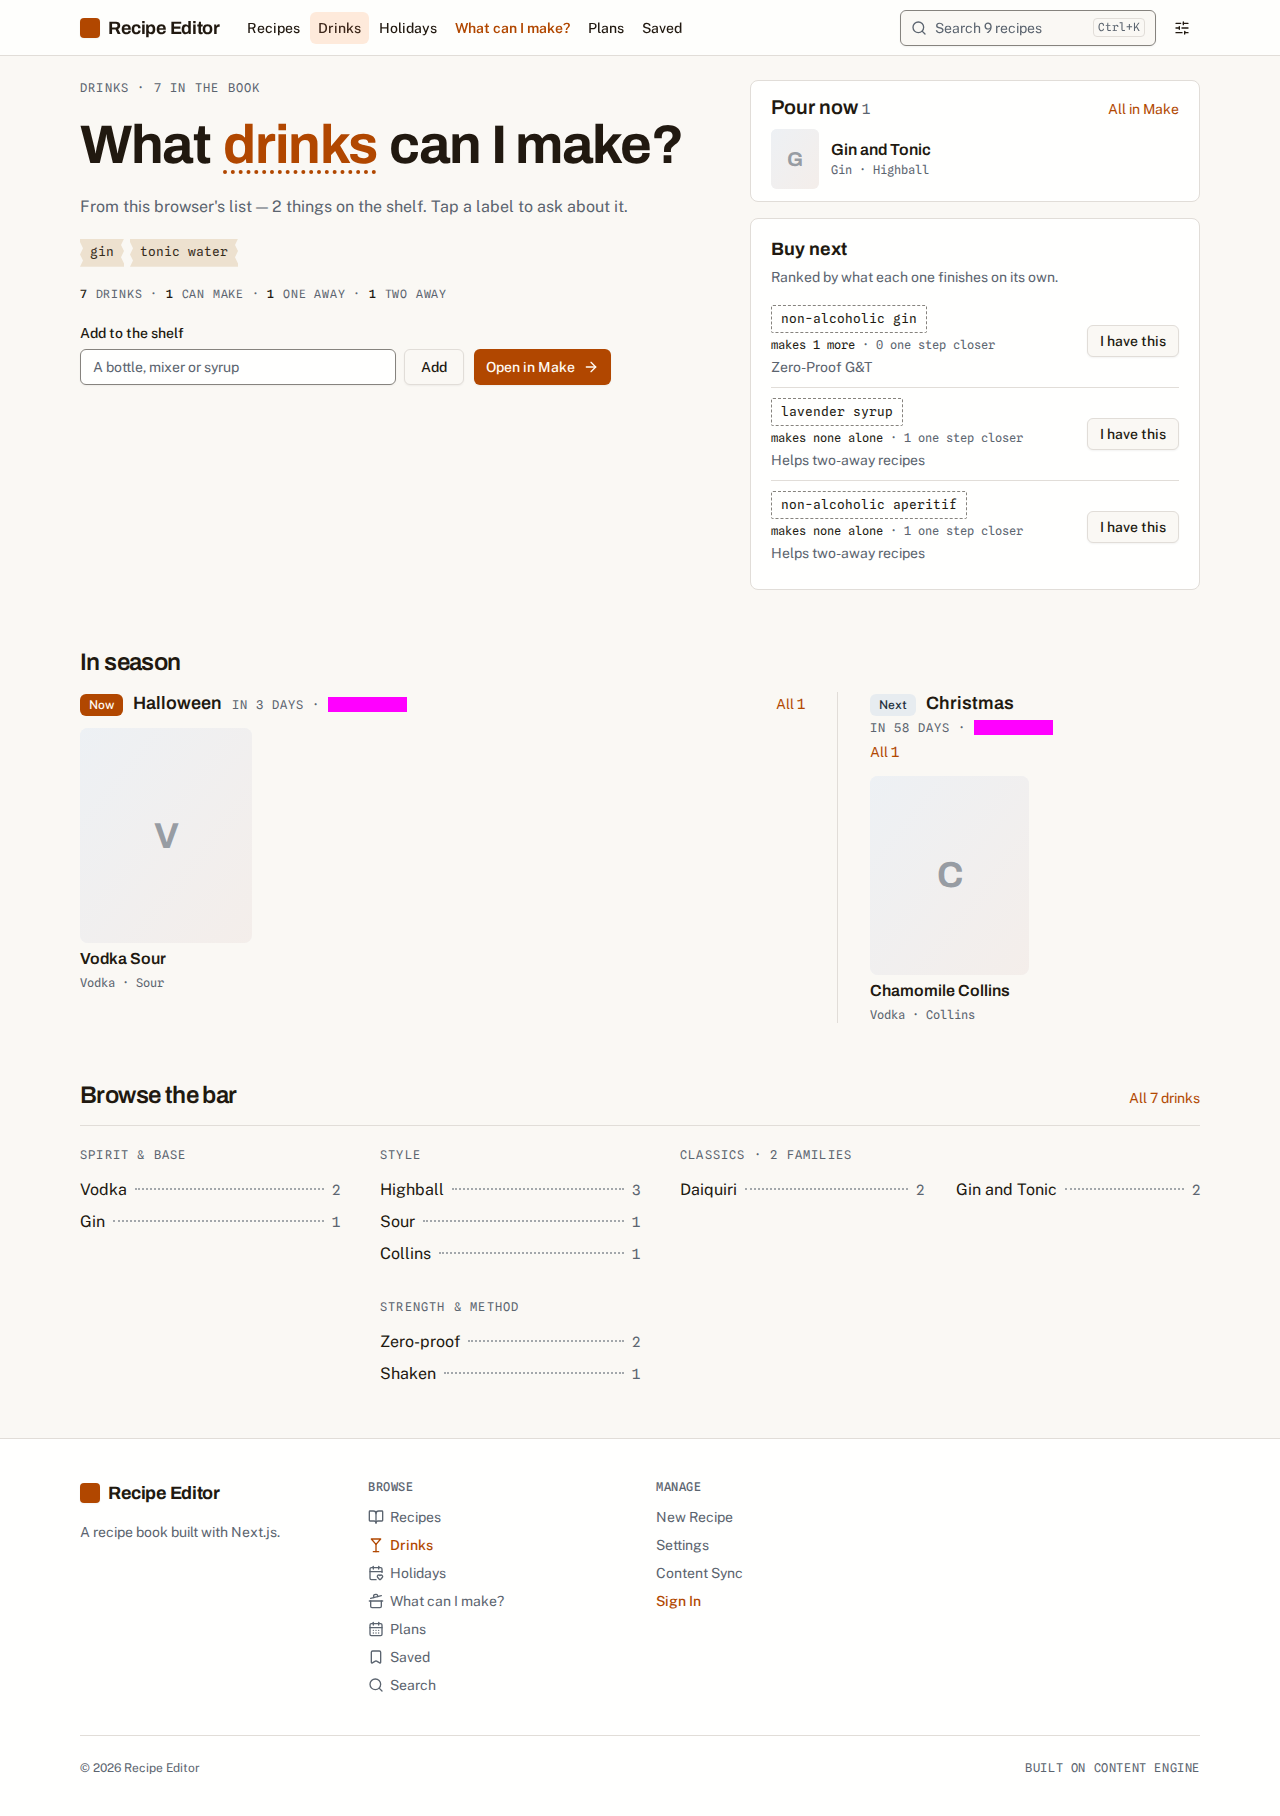 Recipe Editor
Recipes Drinks Holidays What can I make? Plans Saved
Search 9 recipes Ctrl+K
DRINKS · 7 IN THE BOOK
What drinks can I make?
From this browser's list — 2 things on the shelf. Tap a label to ask about it.
gin tonic water
7 DRINKS · 1 CAN MAKE · 1 ONE AWAY · 1 TWO AWAY
Add to the shelf
A bottle, mixer or syrup Add Open in Make
Pour now 1 All in Make
G
Gin and Tonic
Gin · Highball
Buy next
Ranked by what each one finishes on its own.
non-alcoholic gin
makes 1 more · 0 one step closer
Zero-Proof G&T
I have this
lavender syrup
makes none alone · 1 one step closer
Helps two-away recipes
I have this
non-alcoholic aperitif
makes none alone · 1 one step closer
Helps two-away recipes
I have this
In season
Now Halloween IN 3 DAYS · All 1
V
Vodka Sour
Vodka · Sour
Next Christmas
IN 58 DAYS ·
All 1
C
Chamomile Collins
Vodka · Collins
Browse the bar All 7 drinks
SPIRIT & BASE
Vodka 2
Gin 1
STYLE
Highball 3
Sour 1
Collins 1
STRENGTH & METHOD
Zero-proof 2
Shaken 1
CLASSICS · 2 FAMILIES
Daiquiri 2
Gin and Tonic 2
Recipe Editor
A recipe book built with Next.js.
BROWSE
Recipes
Drinks
Holidays
What can I make?
Plans
Saved
Search
MANAGE
New Recipe
Settings
Content Sync
Sign In
© 2026 Recipe Editor
BUILT ON CONTENT ENGINE